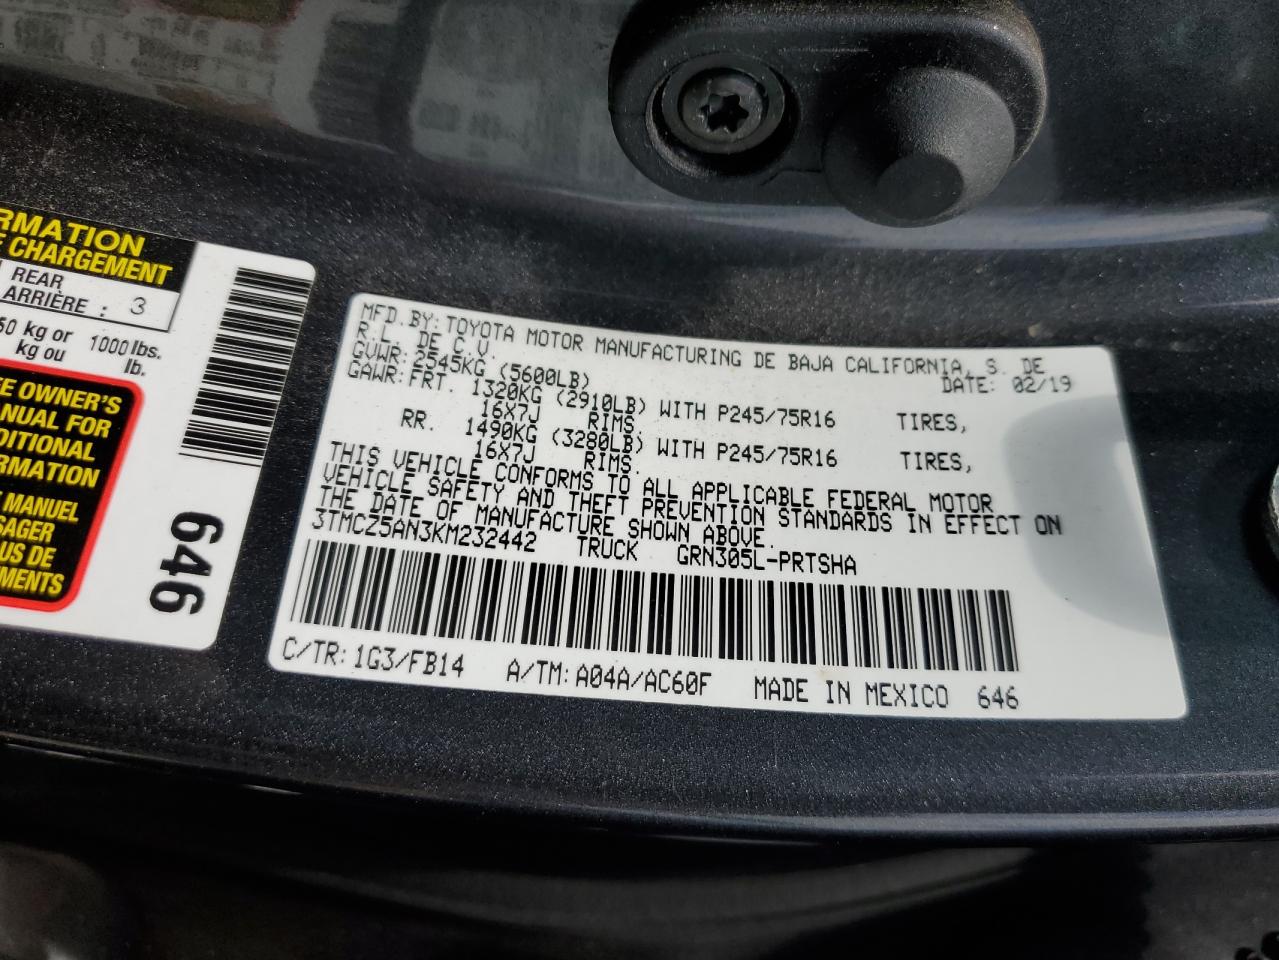 RMATION
E CHARGEMENT
REAR
ARRIÈRE : 3
kg or 1000 lbs.
kg ou lb.
OWNER'S
ANUAL FOR
DITIONAL
RMATION
MANUEL
SAGER
US DE
MENTS
646
MFD. BY: TOYOTA MOTOR MANUFACTURING DE BAJA CALIFORNIA, S. DE
R.L. DE C.V. DATE: 02/19
GVWR: 2545KG (5600LB)
GAWR: FRT. 1320KG (2910LB) WITH P245/75R16 TIRES,
16X7J RIMS.
RR. 1490KG (3280LB) WITH P245/75R16 TIRES,
16X7J RIMS.
THIS VEHICLE CONFORMS TO ALL APPLICABLE FEDERAL MOTOR
VEHICLE SAFETY AND THEFT PREVENTION STANDARDS IN EFFECT ON
THE DATE OF MANUFACTURE SHOWN ABOVE.
3TMCZ5AN3KM232442 TRUCK GRN305L-PRTSHA
C/TR: 1G3/FB14 A/TM: A04A/AC60F MADE IN MEXICO 646